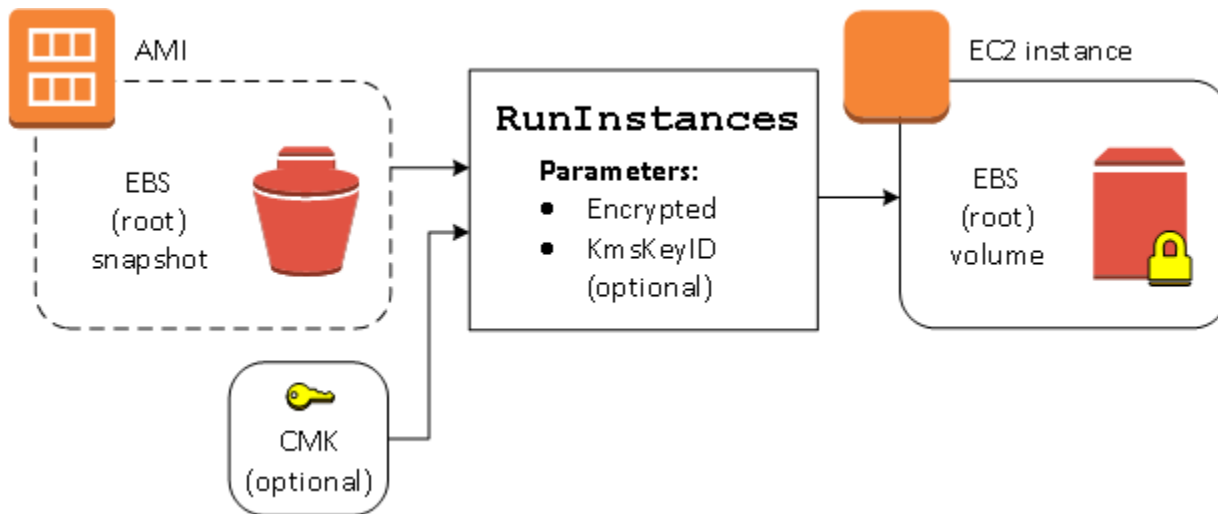 AMI
EBS
(root)
snapshot
CMK
(optional)
RunInstances
Parameters:
● Encrypted
● KmsKeyID
(optional)
EC2 instance
EBS
(root)
volume